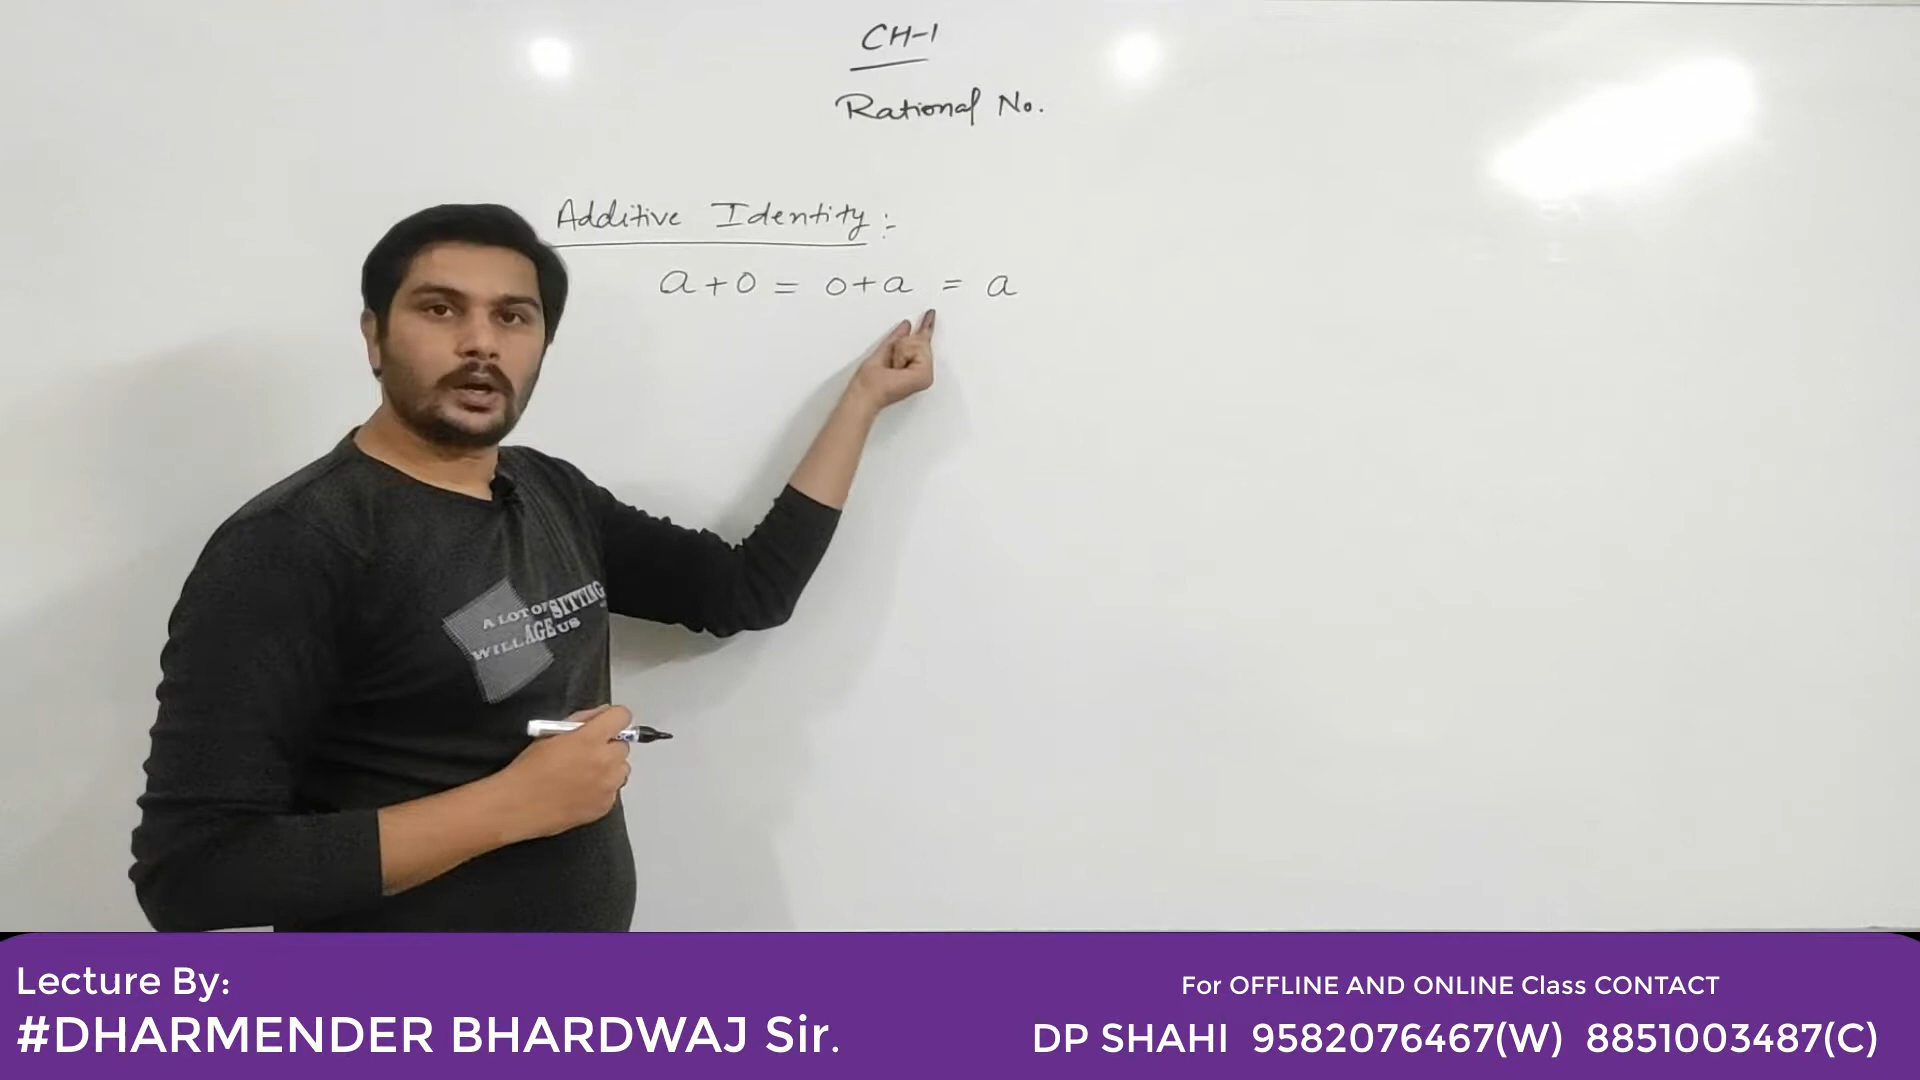 CH-1
Rational No.
Additive Identity :-
a + 0 = 0 + a = a
A LOT OF SITTING
WILL AGE US
Lecture By:
#DHARMENDER BHARDWAJ Sir.
For OFFLINE AND ONLINE Class CONTACT
DP SHAHI 9582076467(W) 8851003487(C)